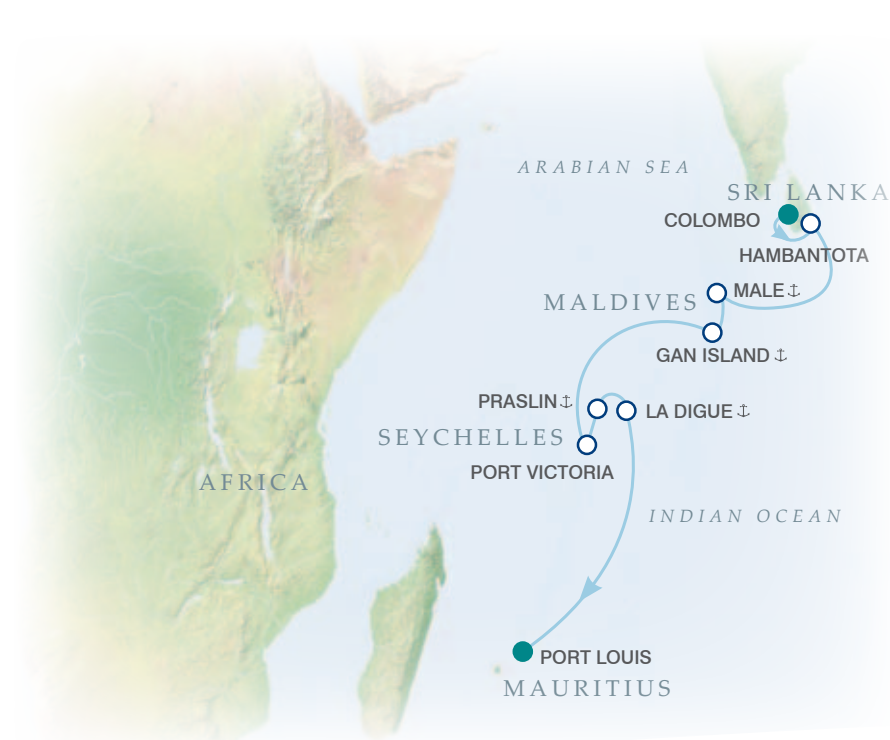 ARABIAN SEA
SRI LANKA
COLOMBO
HAMBANTOTA
MALE
MALDIVES
GAN ISLAND
PRASLIN
LA DIGUE
SEYCHELLES
PORT VICTORIA
AFRICA
INDIAN OCEAN
PORT LOUIS
MAURITIUS